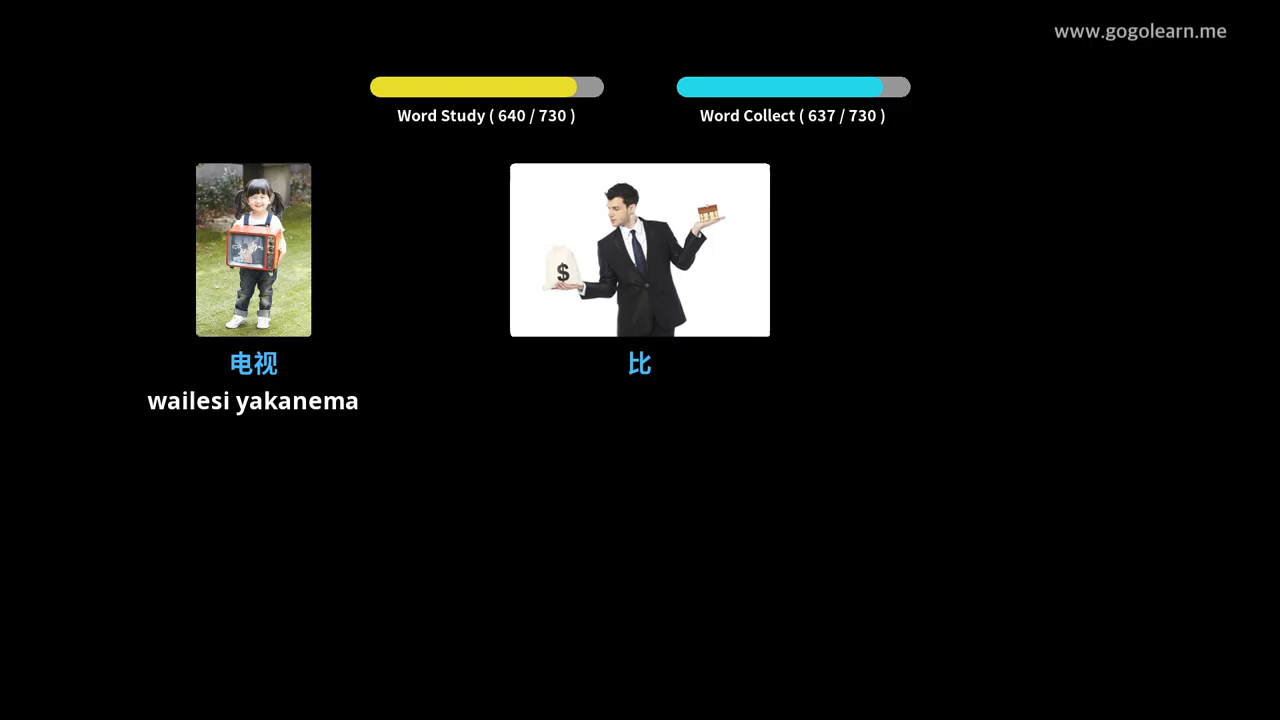 www.gogolearn.me
Word Study ( 640 / 730 )
Word Collect ( 637 / 730 )
$
电视
比
wailesi yakanema